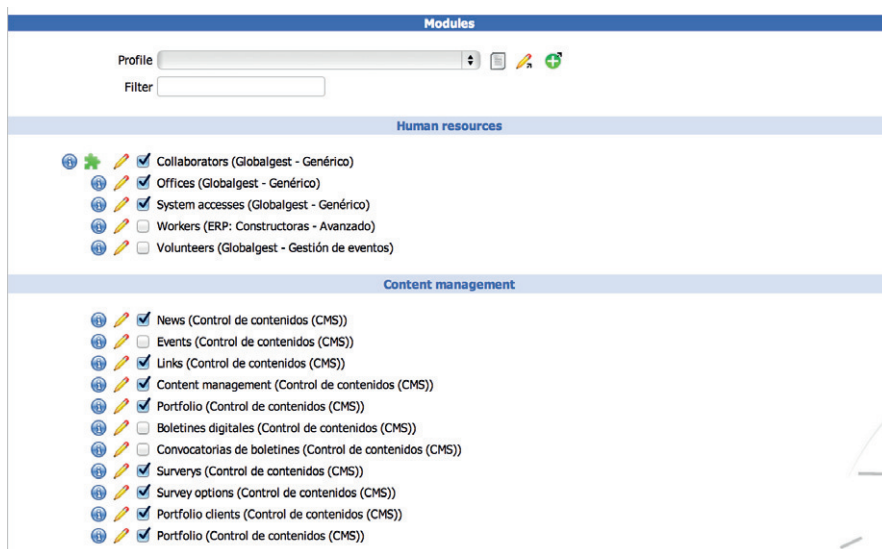 Modules
Profile
Filter
Human resources
Collaborators (Globalgest - Genérico)
Offices (Globalgest - Genérico)
System accesses (Globalgest - Genérico)
Workers (ERP: Constructoras - Avanzado)
Volunteers (Globalgest - Gestión de eventos)
Content management
News (Control de contenidos (CMS))
Events (Control de contenidos (CMS))
Links (Control de contenidos (CMS))
Content management (Control de contenidos (CMS))
Portfolio (Control de contenidos (CMS))
Boletines digitales (Control de contenidos (CMS))
Convocatorias de boletines (Control de contenidos (CMS))
Surverys (Control de contenidos (CMS))
Survey options (Control de contenidos (CMS))
Portfolio clients (Control de contenidos (CMS))
Portfolio (Control de contenidos (CMS))